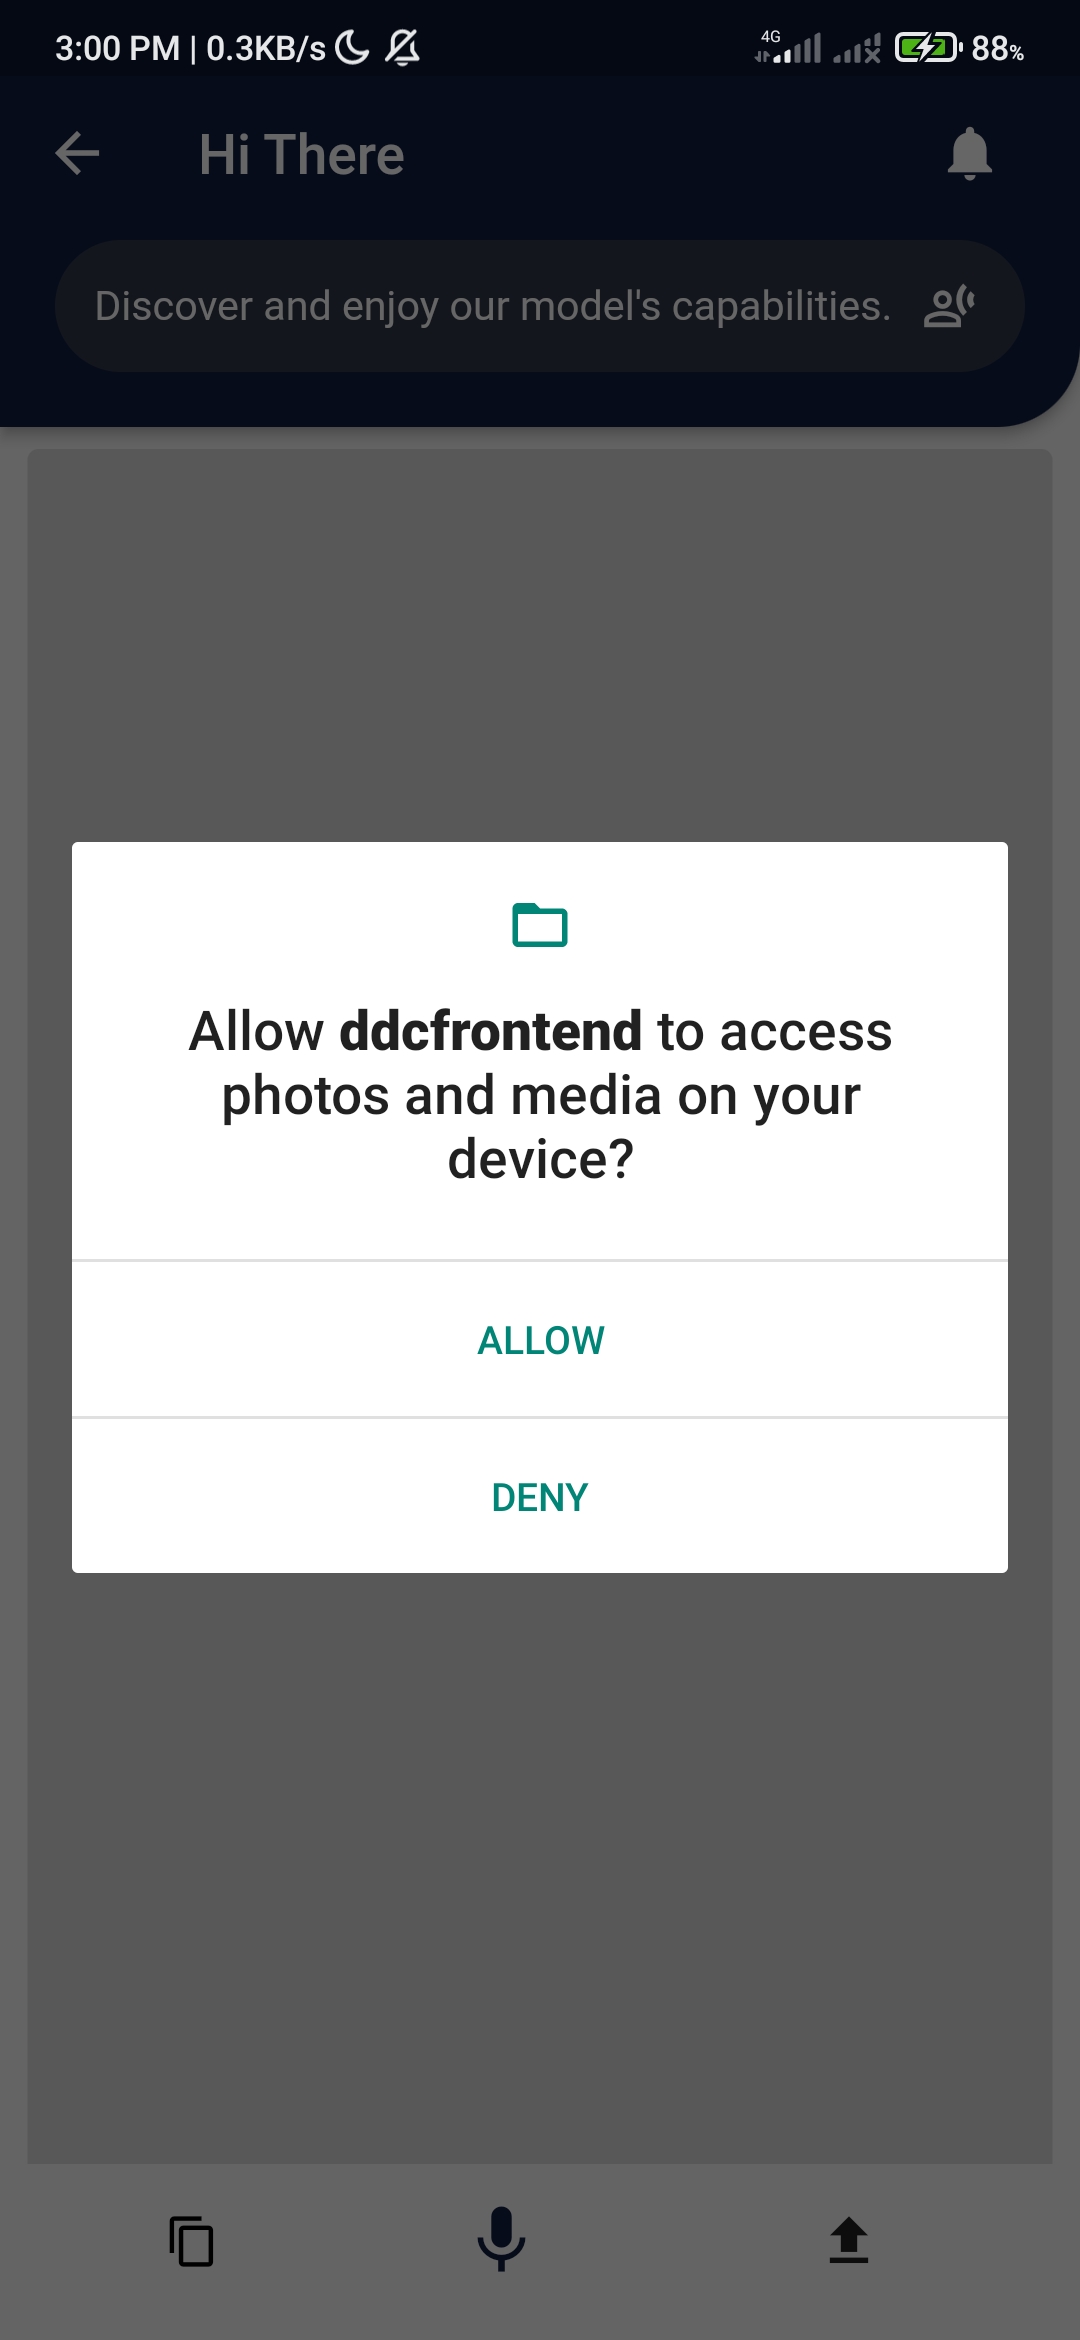 3:00 PM | 0.3KB/s 4G 88%
Hi There
Discover and enjoy our model's capabilities.
Allow ddcfrontend to access
photos and media on your
device?
ALLOW
DENY